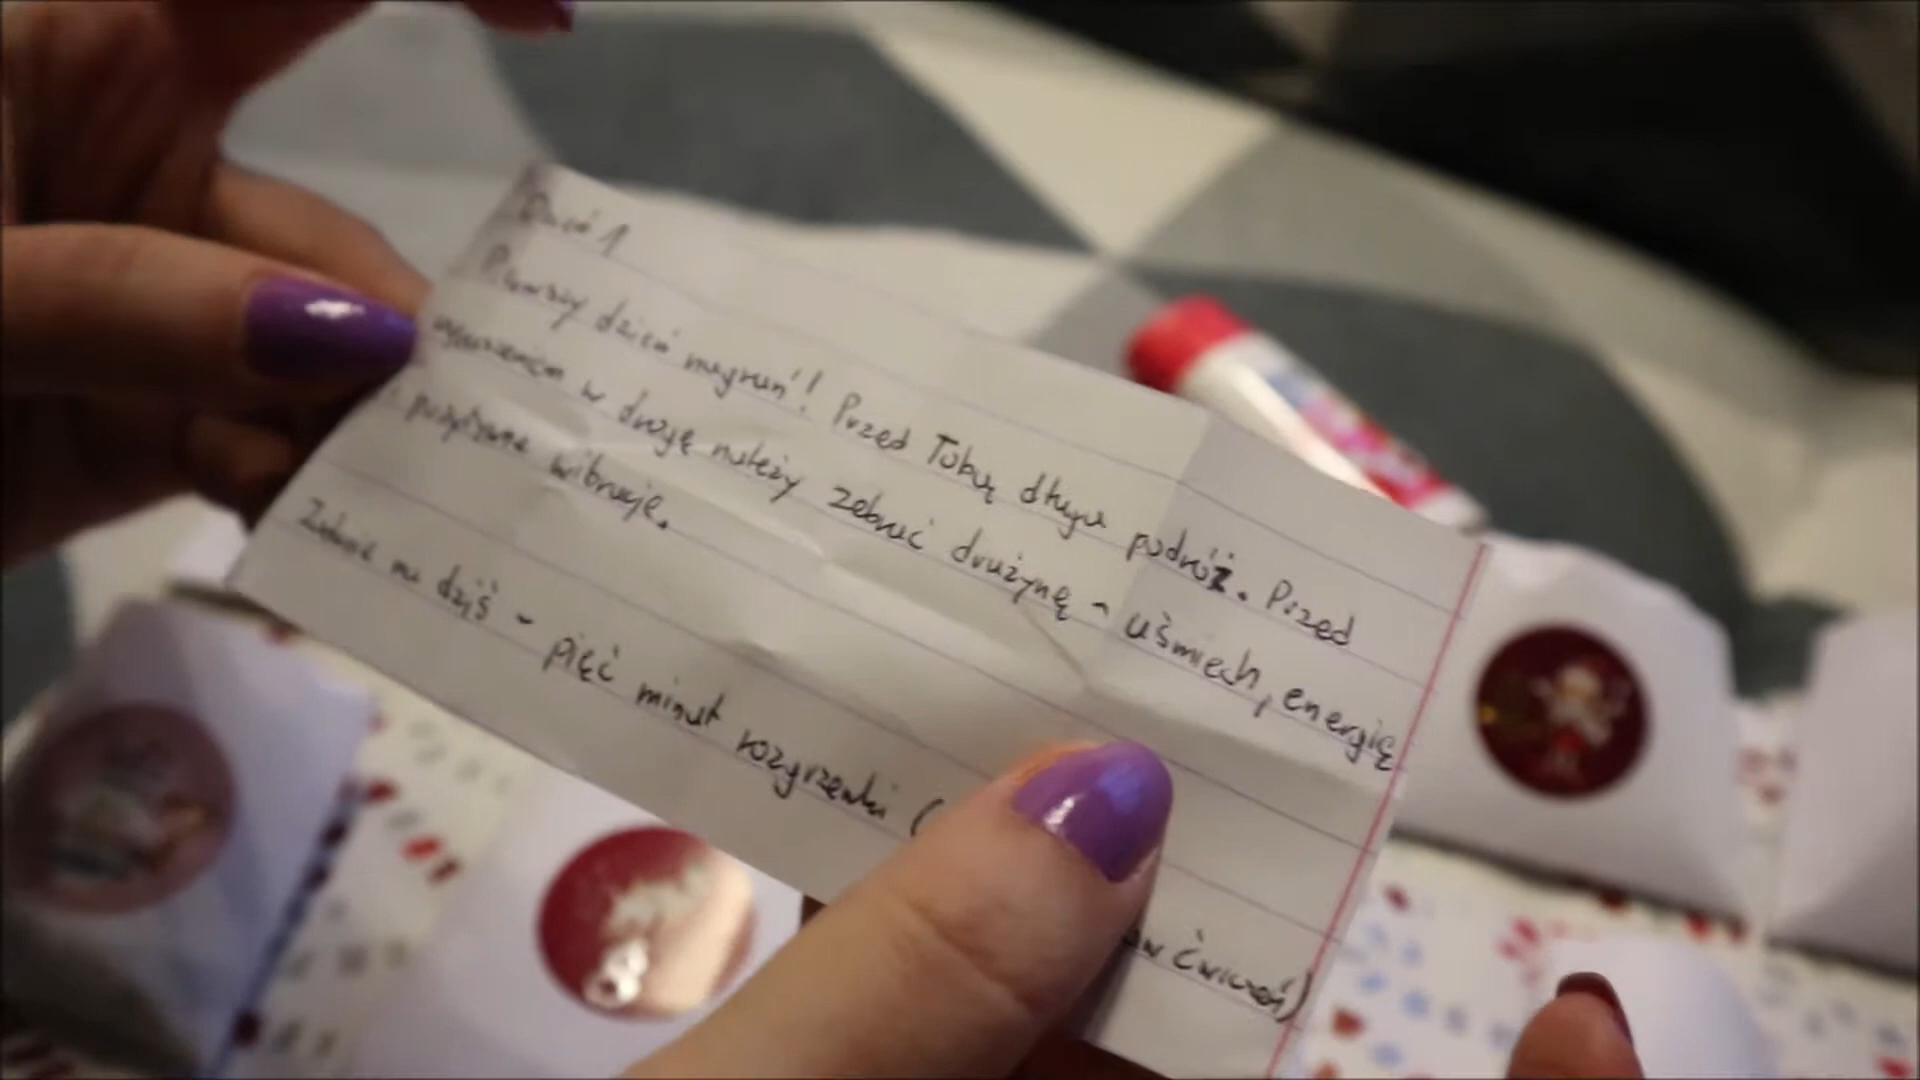 Dzień 1
Pierwszy dzień zmagań! Przed Tobą długa podróż. Przed
wyruszeniem w drogę należy zebrać drużynę - uśmiech, energię
i pozytywne wibracje.
Zadanie na dziś - pięć minut rozgrzewki (
ćwiczeń)